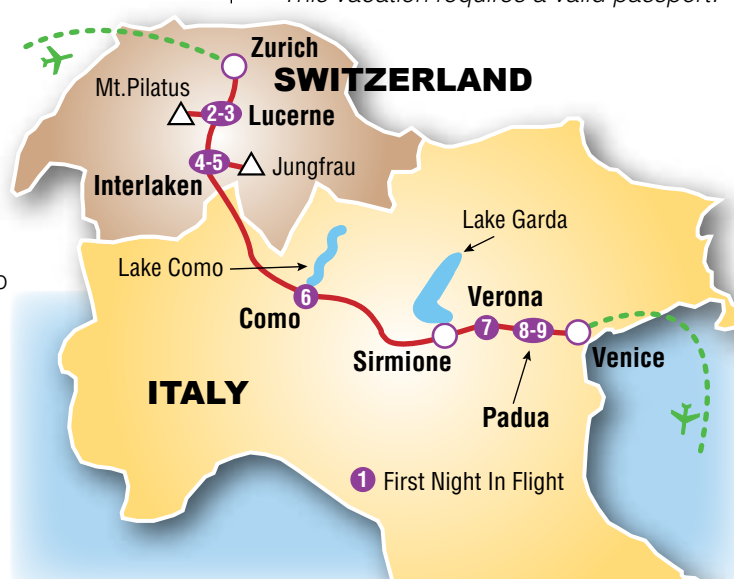 This vacation requires a valid passport.
Zurich
SWITZERLAND
Mt.Pilatus
2-3 Lucerne
4-5 Jungfrau
Interlaken
Lake Garda
Lake Como
Verona
6
Como
7 8-9
Sirmione
Venice
ITALY
Padua
1 First Night In Flight